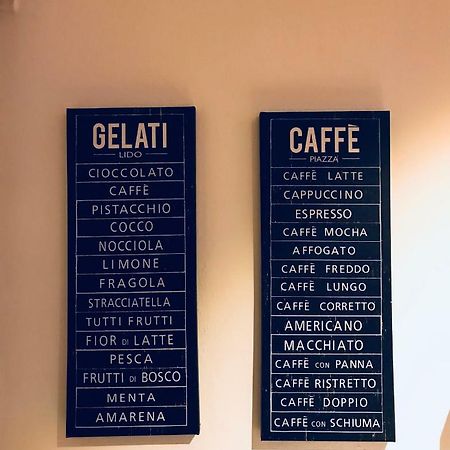 GELATI
LIDO
CIOCCOLATO
CAFFÈ
PISTACCHIO
COCCO
NOCCIOLA
LIMONE
FRAGOLA
STRACCIATELLA
TUTTI FRUTTI
FIOR DI LATTE
PESCA
FRUTTI DI BOSCO
MENTA
AMARENA
CAFFÈ
PIAZZA
CAFFÈ LATTE
CAPPUCCINO
ESPRESSO
CAFFÈ MOCHA
AFFOGATO
CAFFÈ FREDDO
CAFFÈ LUNGO
CAFFÈ CORRETTO
AMERICANO
MACCHIATO
CAFFÈ CON PANNA
CAFFÈ RISTRETTO
CAFFÈ DOPPIO
CAFFÈ CON SCHIUMA